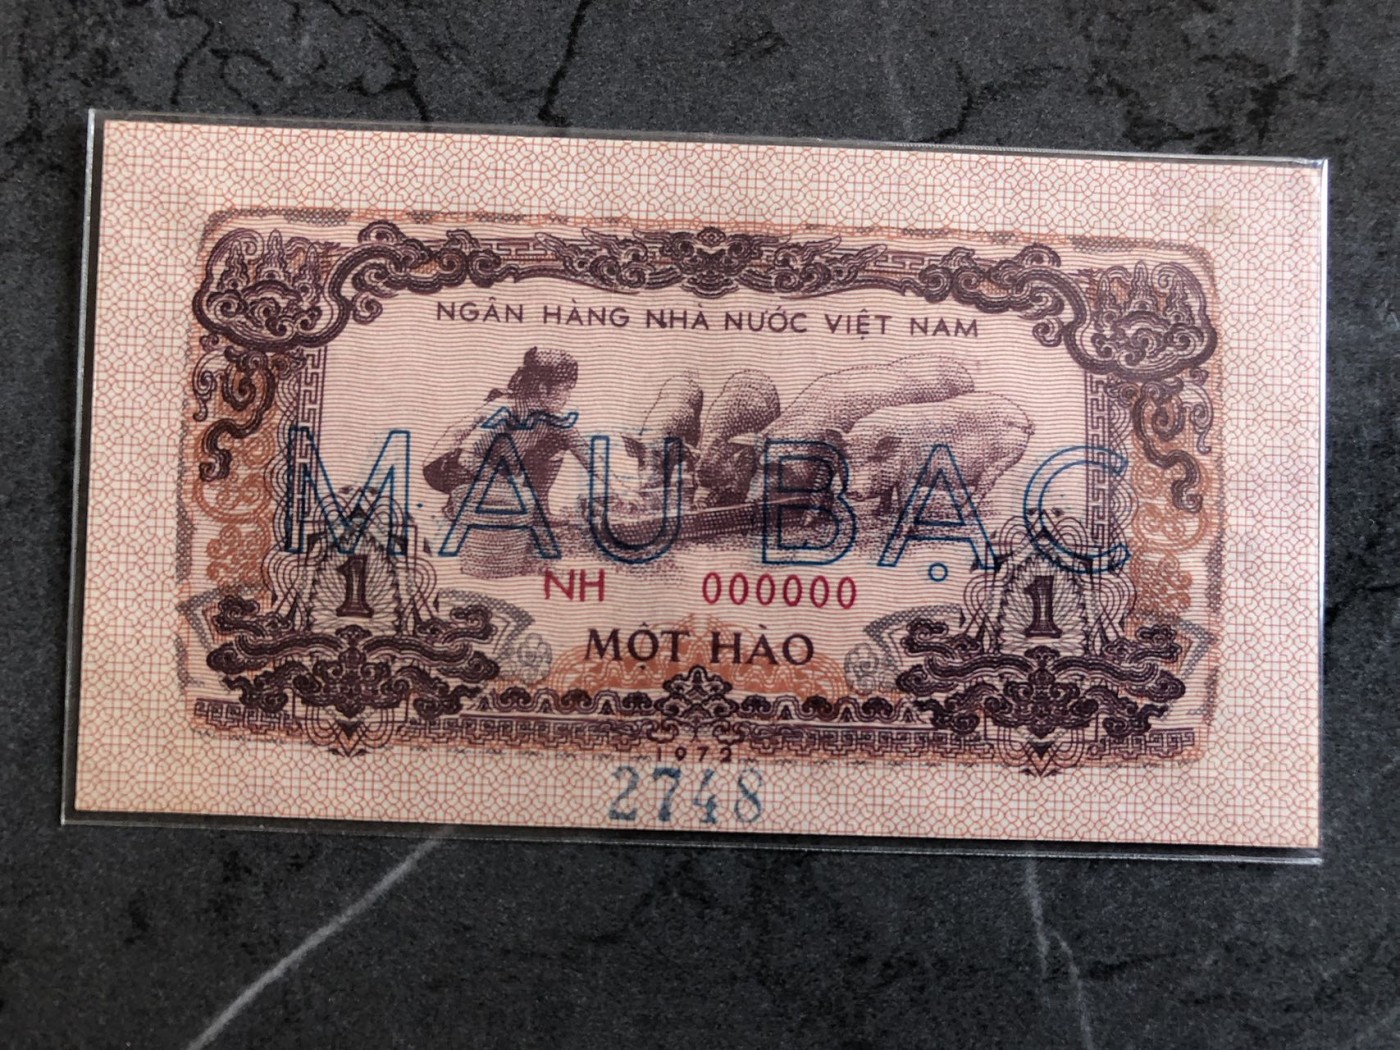 NGÂN HÀNG NHÀ NƯỚC VIỆT NAM
MẪU BẠC
NH 000000
1 1
MỘT HÀO
1972
2748